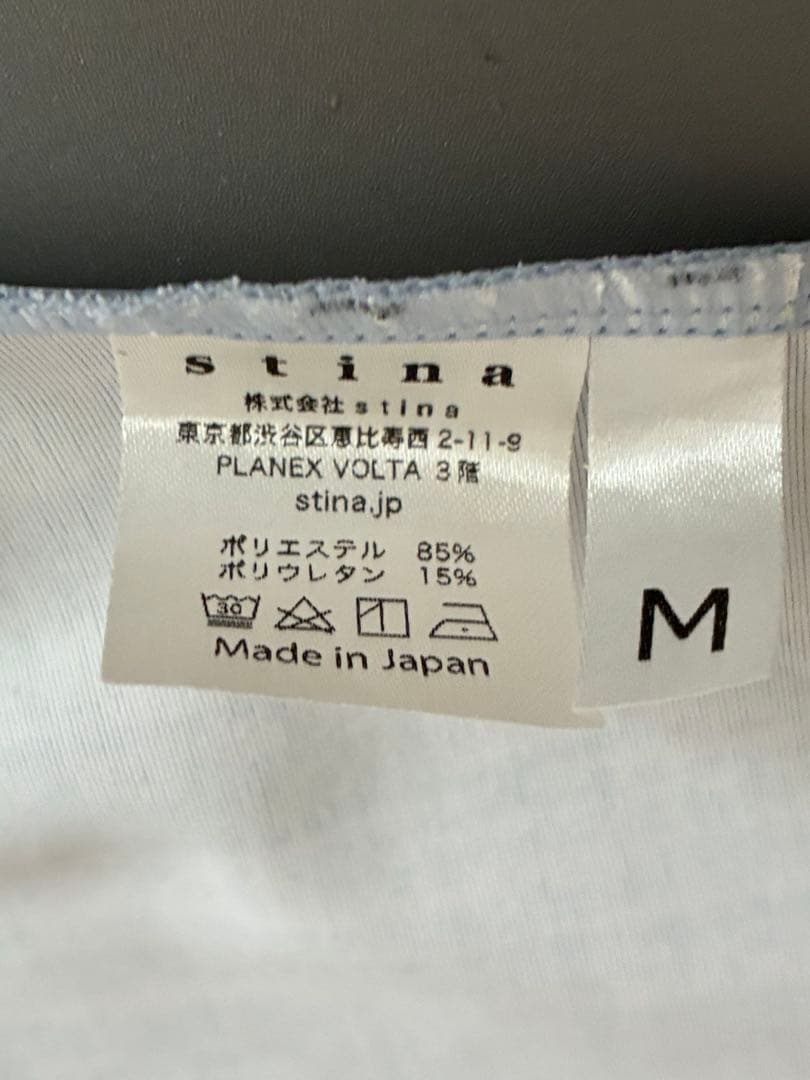 stina
株式会社stina
東京都渋谷区恵比寿西2-11-9
PLANEX VOLTA 3階
stina.jp
ポリエステル 85%
ポリウレタン 15%
30
Made in Japan
M